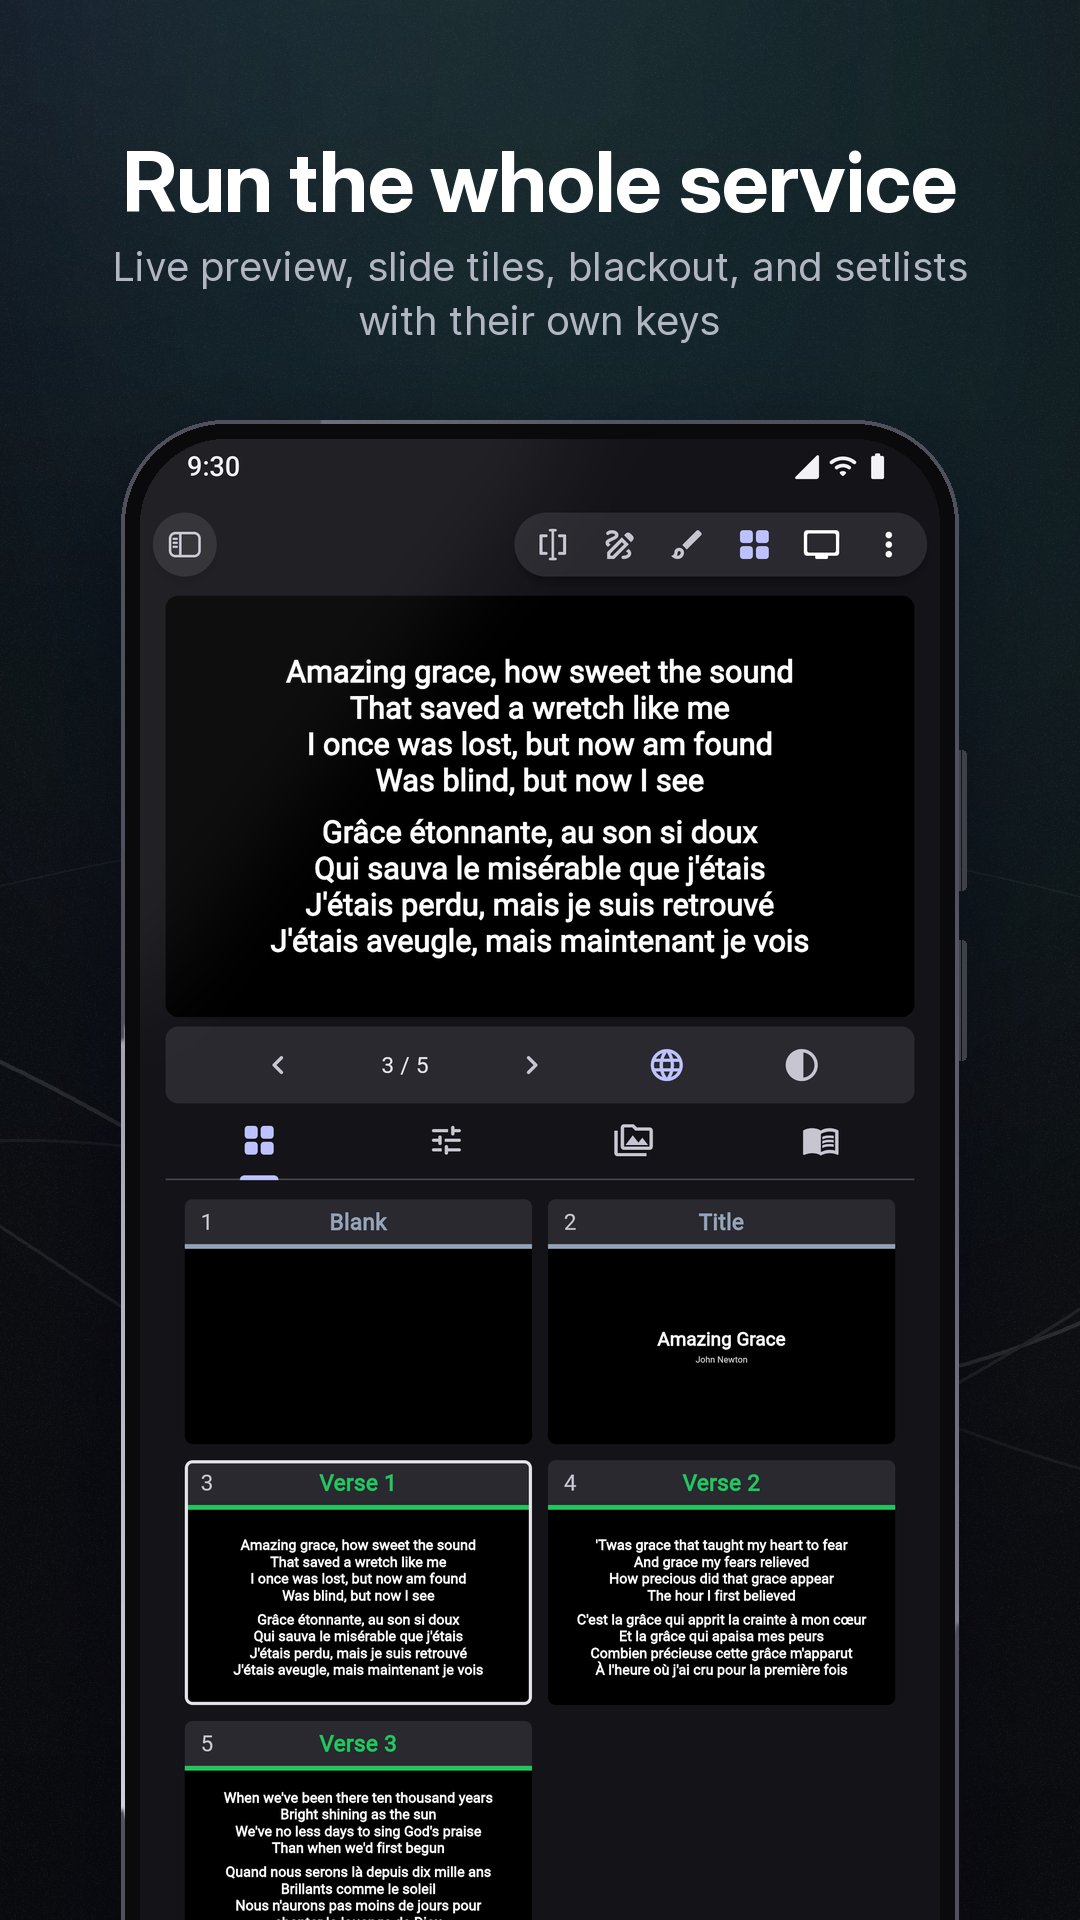 Run the whole service
Live preview, slide tiles, blackout, and setlists
with their own keys
9:30
Amazing grace, how sweet the sound
That saved a wretch like me
I once was lost, but now am found
Was blind, but now I see
Grâce étonnante, au son si doux
Qui sauva le misérable que j'étais
J'étais perdu, mais je suis retrouvé
J'étais aveugle, mais maintenant je vois
3 / 5
1 Blank
2 Title
Amazing Grace
John Newton
3 Verse 1
Amazing grace, how sweet the sound
That saved a wretch like me
I once was lost, but now am found
Was blind, but now I see
Grâce étonnante, au son si doux
Qui sauva le misérable que j'étais
J'étais perdu, mais je suis retrouvé
J'étais aveugle, mais maintenant je vois
4 Verse 2
'Twas grace that taught my heart to fear
And grace my fears relieved
How precious did that grace appear
The hour I first believed
C'est la grâce qui apprit la crainte à mon cœur
Et la grâce qui apaisa mes peurs
Combien précieuse cette grâce m'apparut
À l'heure où j'ai cru pour la première fois
5 Verse 3
When we've been there ten thousand years
Bright shining as the sun
We've no less days to sing God's praise
Than when we'd first begun
Quand nous serons là depuis dix mille ans
Brillants comme le soleil
Nous n'aurons pas moins de jours pour